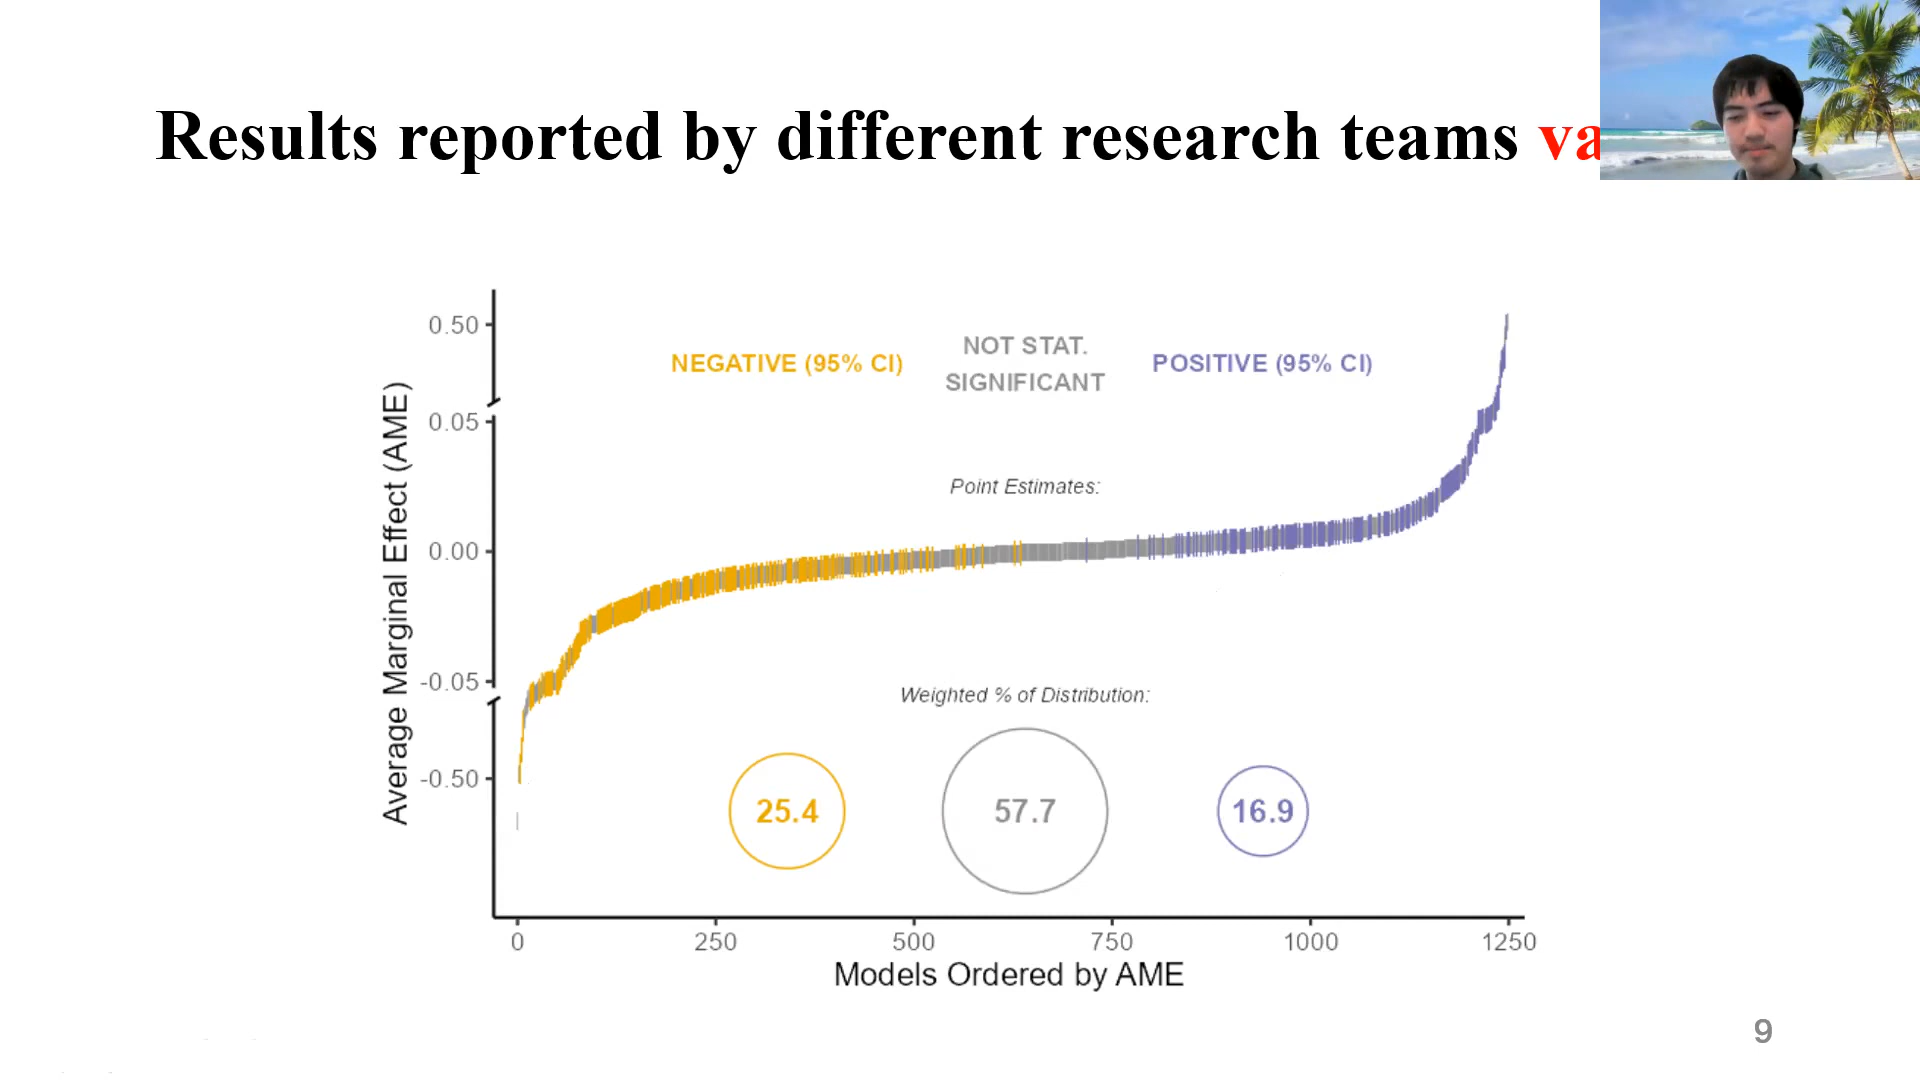 Results reported by different research teams
0.50
NEGATIVE (95% CI)
NOT STAT.
SIGNIFICANT
POSITIVE (95% CI)
0.05
Point Estimates:
0.00
Average Marginal Effect (AME)
-0.05
Weighted % of Distribution:
-0.50
25.4
57.7
16.9
0 250 500 750 1000 1250
Models Ordered by AME
9